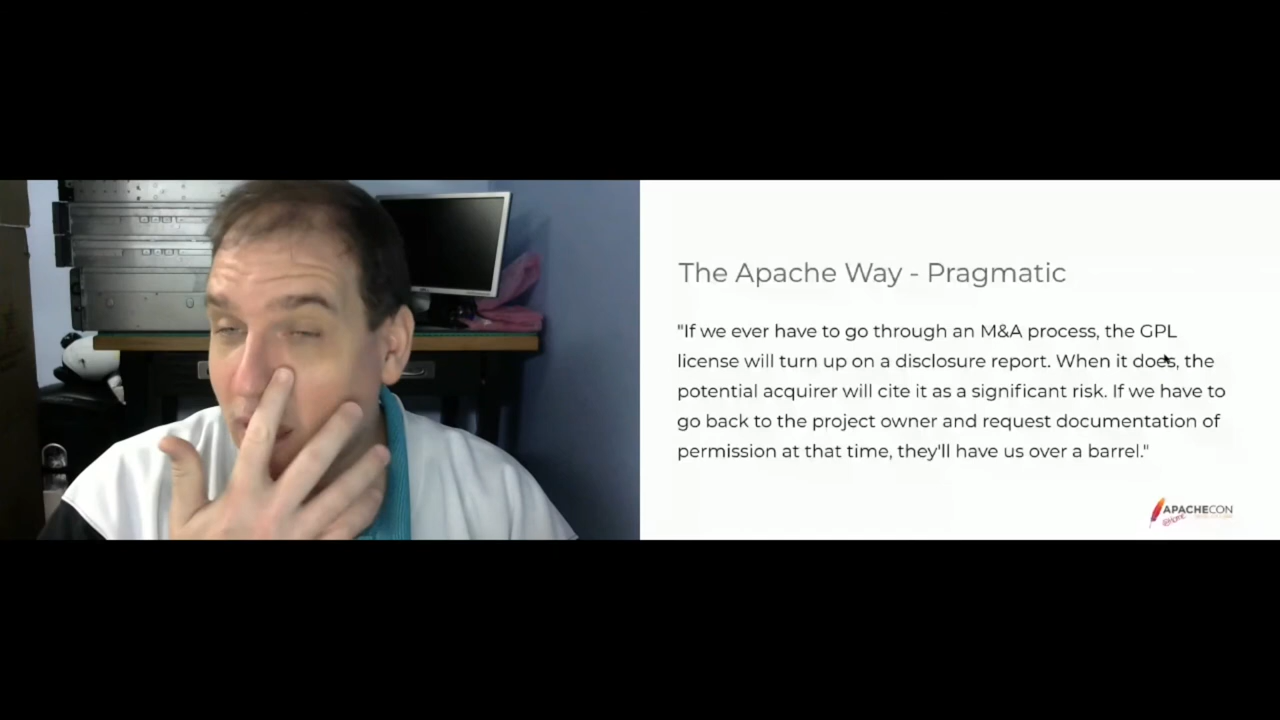 The Apache Way - Pragmatic
"If we ever have to go through an M&A process, the GPL
license will turn up on a disclosure report. When it does, the
potential acquirer will cite it as a significant risk. If we have to
go back to the project owner and request documentation of
permission at that time, they'll have us over a barrel."
APACHECON
@Home